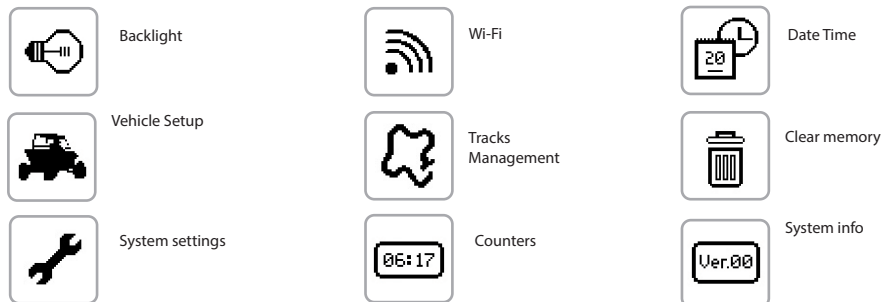 Backlight
Wi-Fi
20
Date Time
Vehicle Setup
Tracks
Management
Clear memory
System settings
06:17
Counters
Ver.00
System info